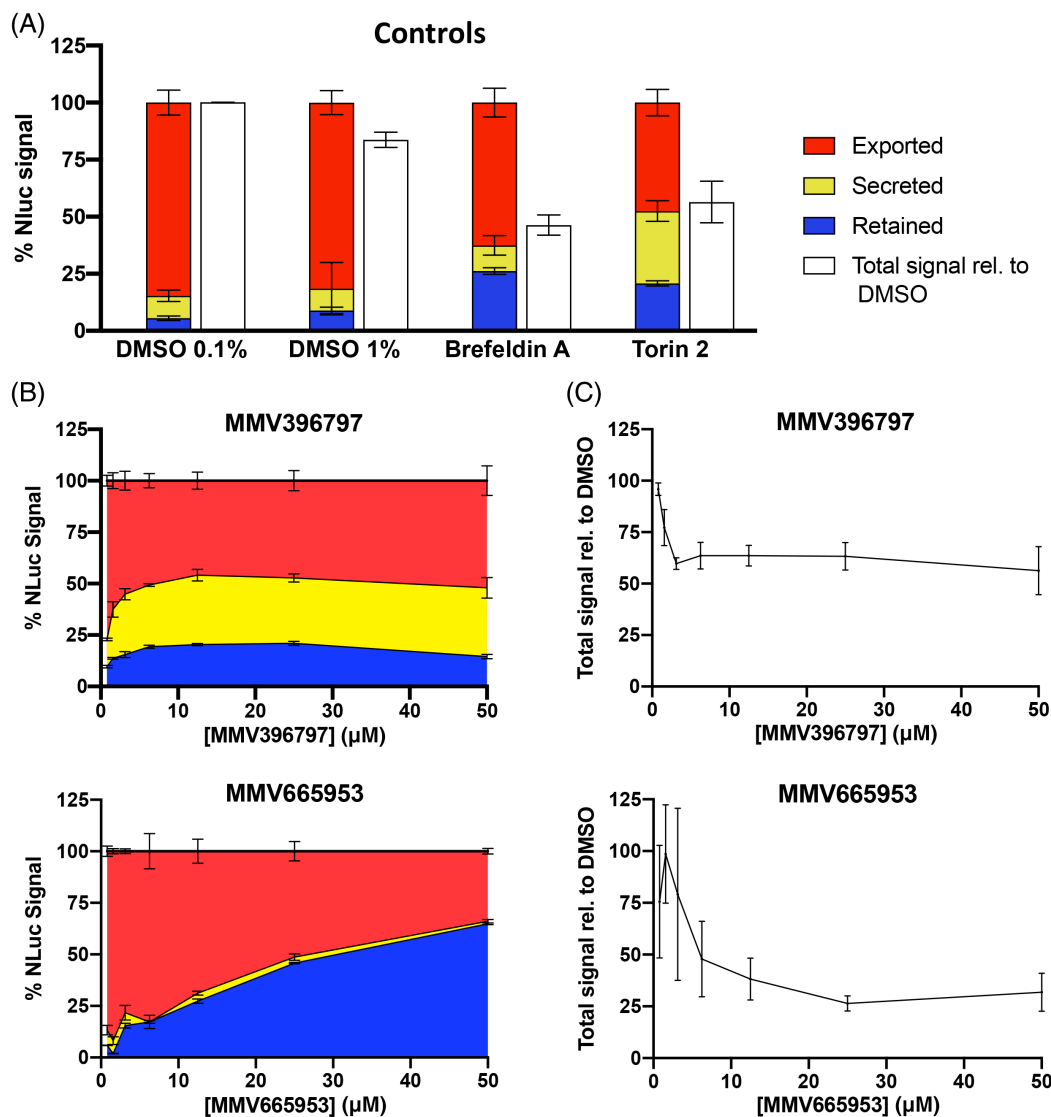 (A)
Controls
% Nluc signal
125
100
75
50
25
0
DMSO 0.1%
DMSO 1%
Brefeldin A
Torin 2
Exported
Secreted
Retained
Total signal rel. to
DMSO
(B)
MMV396797
% NLuc Signal
125
100
75
50
25
0
0
10
20
30
40
50
[MMV396797] (µM)
(C)
MMV396797
Total signal rel. to DMSO
125
100
75
50
25
0
0
10
20
30
40
50
[MMV396797] (µM)
MMV665953
% NLuc Signal
125
100
75
50
25
0
0
10
20
30
40
50
[MMV665953] (µM)
MMV665953
Total signal rel. to DMSO
125
100
75
50
25
0
0
10
20
30
40
50
[MMV665953] (µM)